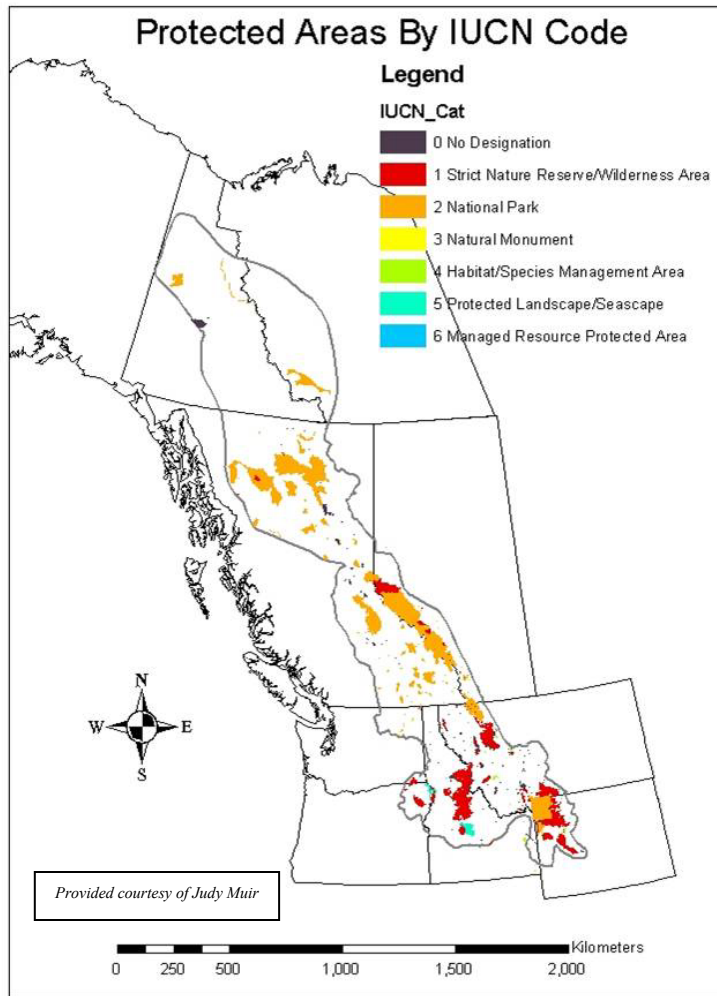 Protected Areas By IUCN Code
Legend
IUCN_Cat
0 No Designation
1 Strict Nature Reserve/Wilderness Area
2 National Park
3 Natural Monument
4 Habitat/Species Management Area
5 Protected Landscape/Seascape
6 Managed Resource Protected Area
N
W E
S
Provided courtesy of Judy Muir
Kilometers
0 250 500 1,000 1,500 2,000